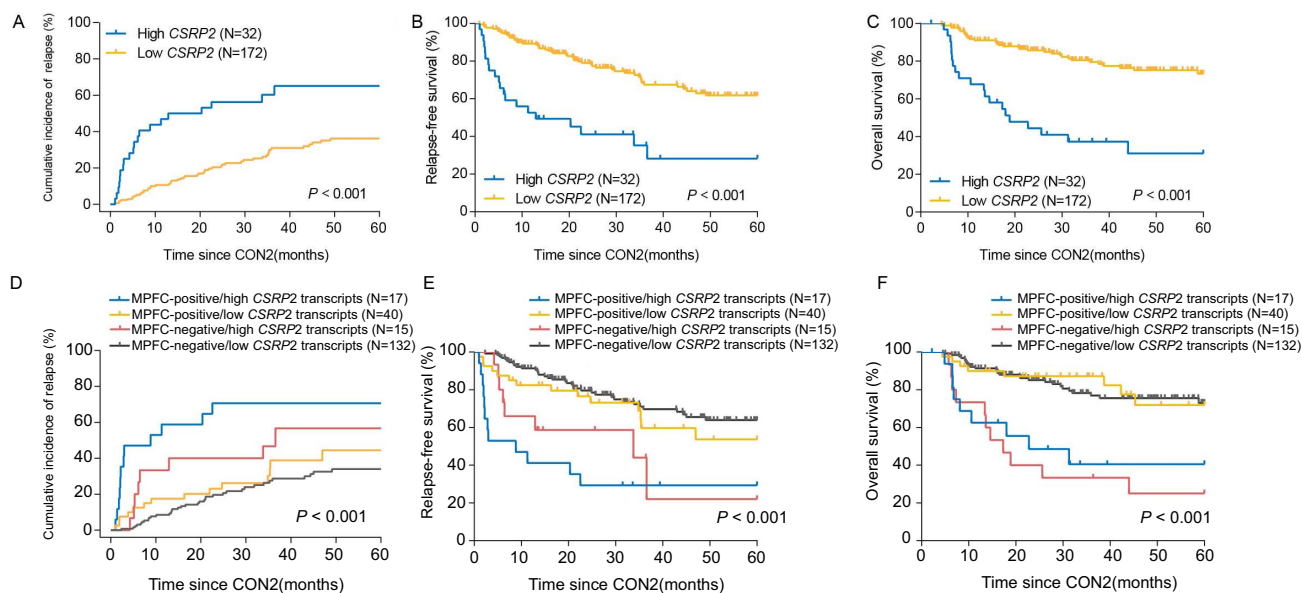 A
Cumulative incidence of relapse (%)
100
80
60
40
20
0
High CSRP2 (N=32)
Low CSRP2 (N=172)
P < 0.001
0 10 20 30 40 50 60
Time since CON2(months)
B
Relapse-free survival (%)
100
80
60
40
20
0
High CSRP2 (N=32)
Low CSRP2 (N=172)
P < 0.001
0 10 20 30 40 50 60
Time since CON2(months)
C
Overall survival (%)
100
80
60
40
20
0
High CSRP2 (N=32)
Low CSRP2 (N=172)
P < 0.001
0 10 20 30 40 50 60
Time since CON2(months)
D
MPFC-positive/high CSRP2 transcripts (N=17)
MPFC-positive/low CSRP2 transcripts (N=40)
MPFC-negative/high CSRP2 transcripts (N=15)
MPFC-negative/low CSRP2 transcripts (N=132)
Cumulative incidence of relapse (%)
100
80
60
40
20
0
P < 0.001
0 10 20 30 40 50 60
Time since CON2(months)
E
MPFC-positive/high CSRP2 transcripts (N=17)
MPFC-positive/low CSRP2 transcripts (N=40)
MPFC-negative/high CSRP2 transcripts (N=15)
MPFC-negative/low CSRP2 transcripts (N=132)
Relapse-free survival (%)
100
80
60
40
20
0
P < 0.001
0 10 20 30 40 50 60
Time since CON2(months)
F
MPFC-positive/high CSRP2 transcripts (N=17)
MPFC-positive/low CSRP2 transcripts (N=40)
MPFC-negative/high CSRP2 transcripts (N=15)
MPFC-negative/low CSRP2 transcripts (N=132)
Overall survival (%)
100
80
60
40
20
0
P < 0.001
0 10 20 30 40 50 60
Time since CON2(months)